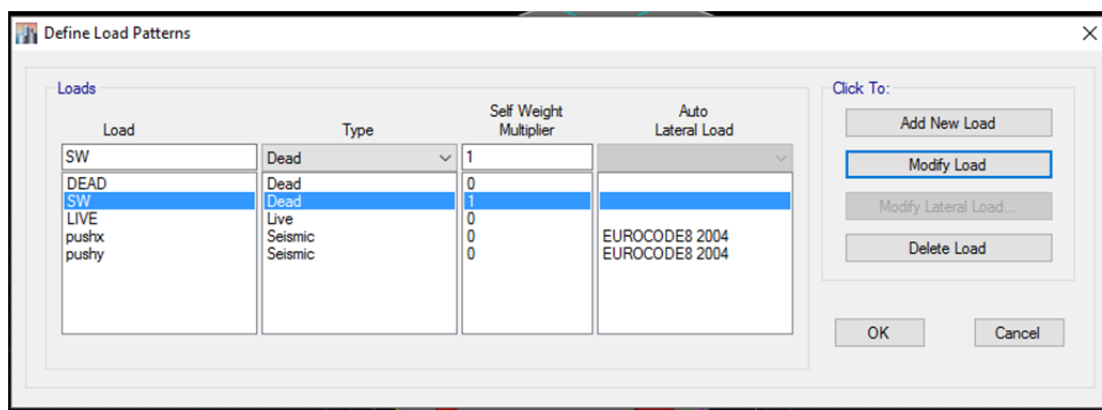 Define Load Patterns
Loads
Click To:
Load Type Self Weight Multiplier Auto Lateral Load
SW Dead 1
DEAD Dead 0
SW Dead 1
LIVE Live 0
pushx Seismic 0 EUROCODE8 2004
pushy Seismic 0 EUROCODE8 2004
Add New Load
Modify Load
Modify Lateral Load...
Delete Load
OK Cancel